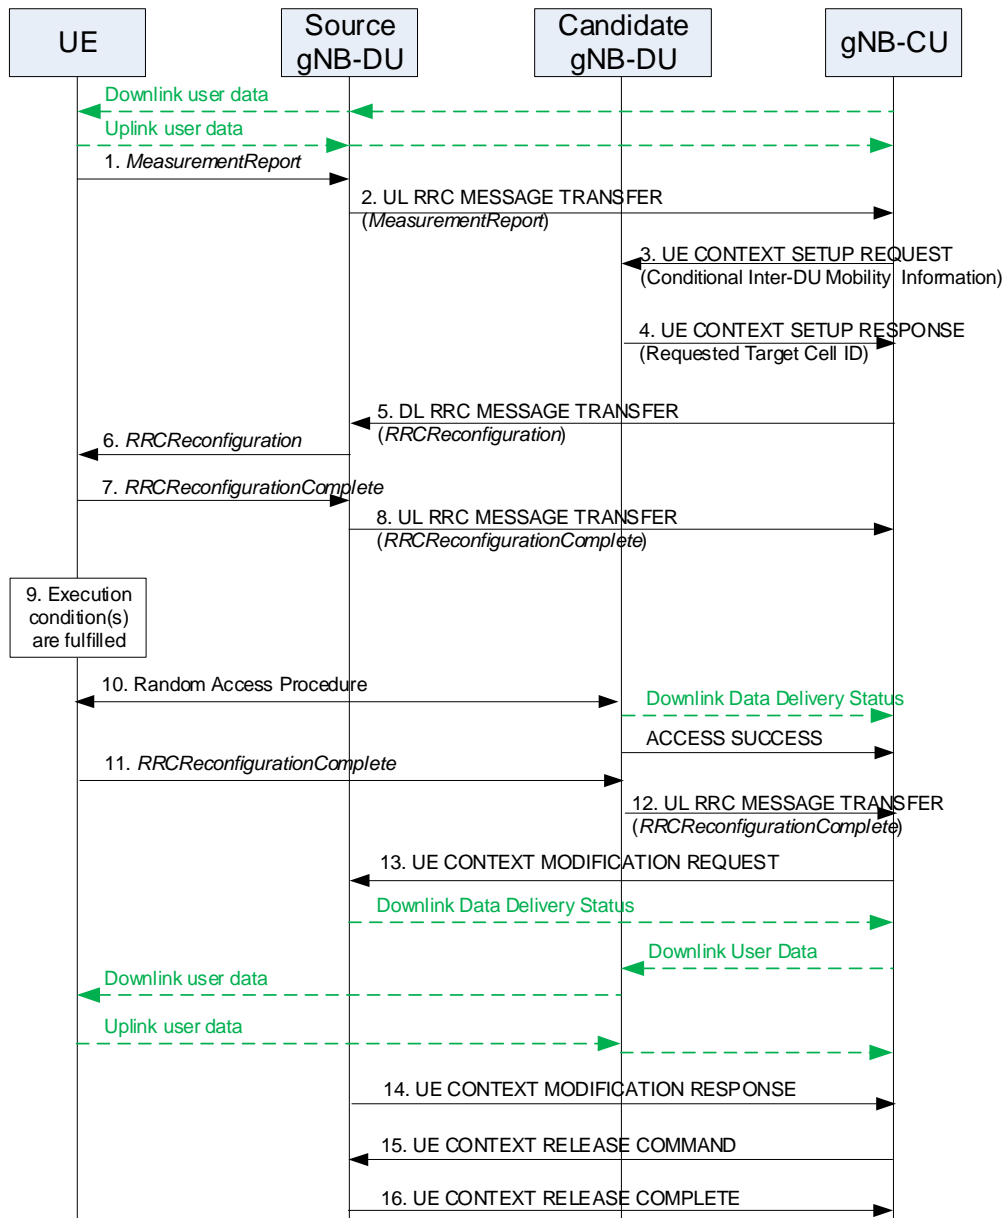 UE
Source
gNB-DU
Candidate
gNB-DU
gNB-CU
Downlink user data
Uplink user data
1. MeasurementReport
2. UL RRC MESSAGE TRANSFER
(MeasurementReport)
3. UE CONTEXT SETUP REQUEST
(Conditional Inter-DU Mobility Information)
4. UE CONTEXT SETUP RESPONSE
(Requested Target Cell ID)
5. DL RRC MESSAGE TRANSFER
(RRCReconfiguration)
6. RRCReconfiguration
7. RRCReconfigurationComplete
8. UL RRC MESSAGE TRANSFER
(RRCReconfigurationComplete)
9. Execution
condition(s)
are fulfilled
10. Random Access Procedure
Downlink Data Delivery Status
ACCESS SUCCESS
11. RRCReconfigurationComplete
12. UL RRC MESSAGE TRANSFER
(RRCReconfigurationComplete)
13. UE CONTEXT MODIFICATION REQUEST
Downlink Data Delivery Status
Downlink User Data
Downlink user data
Uplink user data
14. UE CONTEXT MODIFICATION RESPONSE
15. UE CONTEXT RELEASE COMMAND
16. UE CONTEXT RELEASE COMPLETE